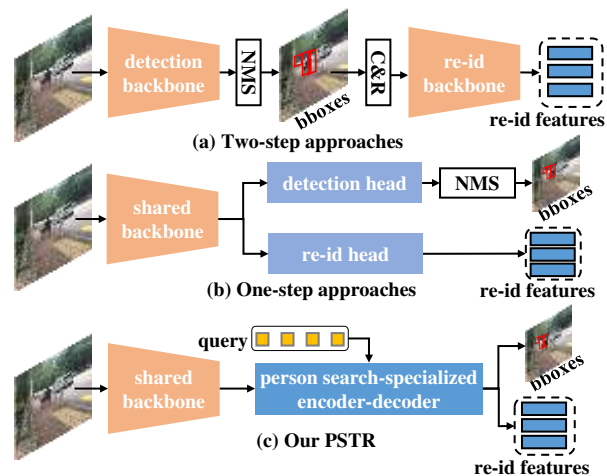 detection
backbone
NMS
bboxes
C&R
re-id
backbone
re-id features
(a) Two-step approaches
shared
backbone
detection head
NMS
bboxes
re-id head
re-id features
(b) One-step approaches
query
shared
backbone
person search-specialized
encoder-decoder
bboxes
re-id features
(c) Our PSTR